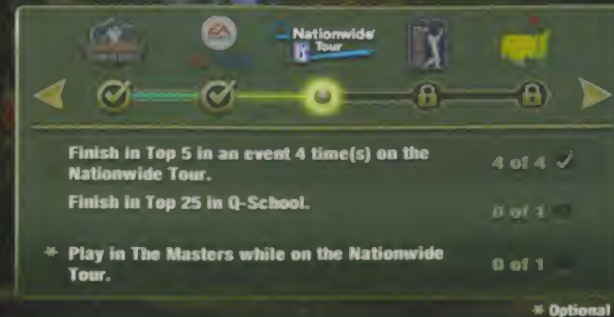 EA
Nationwide
Tour
Finish in Top 5 in an event 4 time(s) on the
Nationwide Tour.
4 of 4
Finish in Top 25 in Q-School.
0 of 1
* Play in The Masters while on the Nationwide
Tour.
0 of 1
* Optional